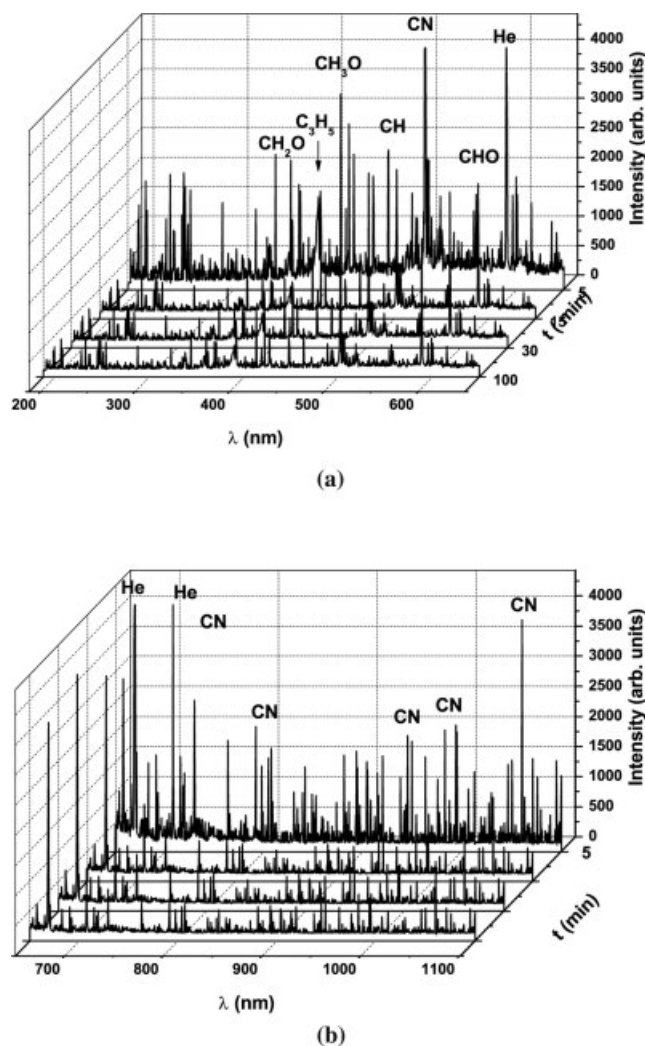 CN
He
4000
CH₃O
3500
3000
C₃H₅
2500
CH
CH₂O
2000
CHO
1500
1000
500
0
Intensity (arb. units)
30
100
t (min)
200 300 400 500 600
λ (nm)
(a)
He He
4000
CN
CN
3500
3000
2500
CN
CN CN
2000
1500
1000
500
0
Intensity (arb. units)
5
t (min)
700 800 900 1000 1100
λ (nm)
(b)